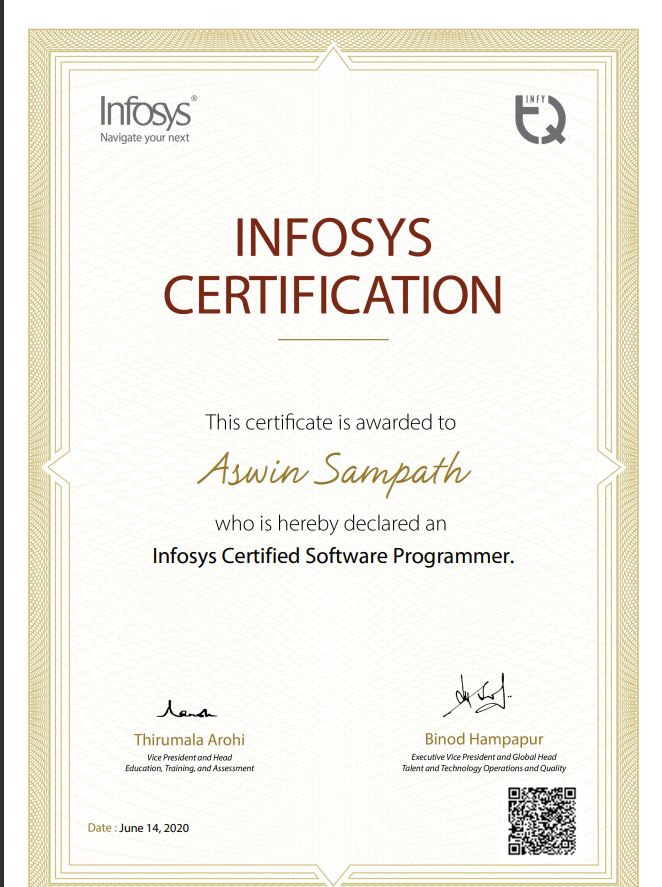 Infosys®
Navigate your next
INFY
TQ
INFOSYS
CERTIFICATION
This certificate is awarded to
Aswin Sampath
who is hereby declared an
Infosys Certified Software Programmer.
Thirumala Arohi
Vice President and Head
Education, Training, and Assessment
Binod Hampapur
Executive Vice President and Global Head
Talent and Technology Operations and Quality
Date : June 14, 2020